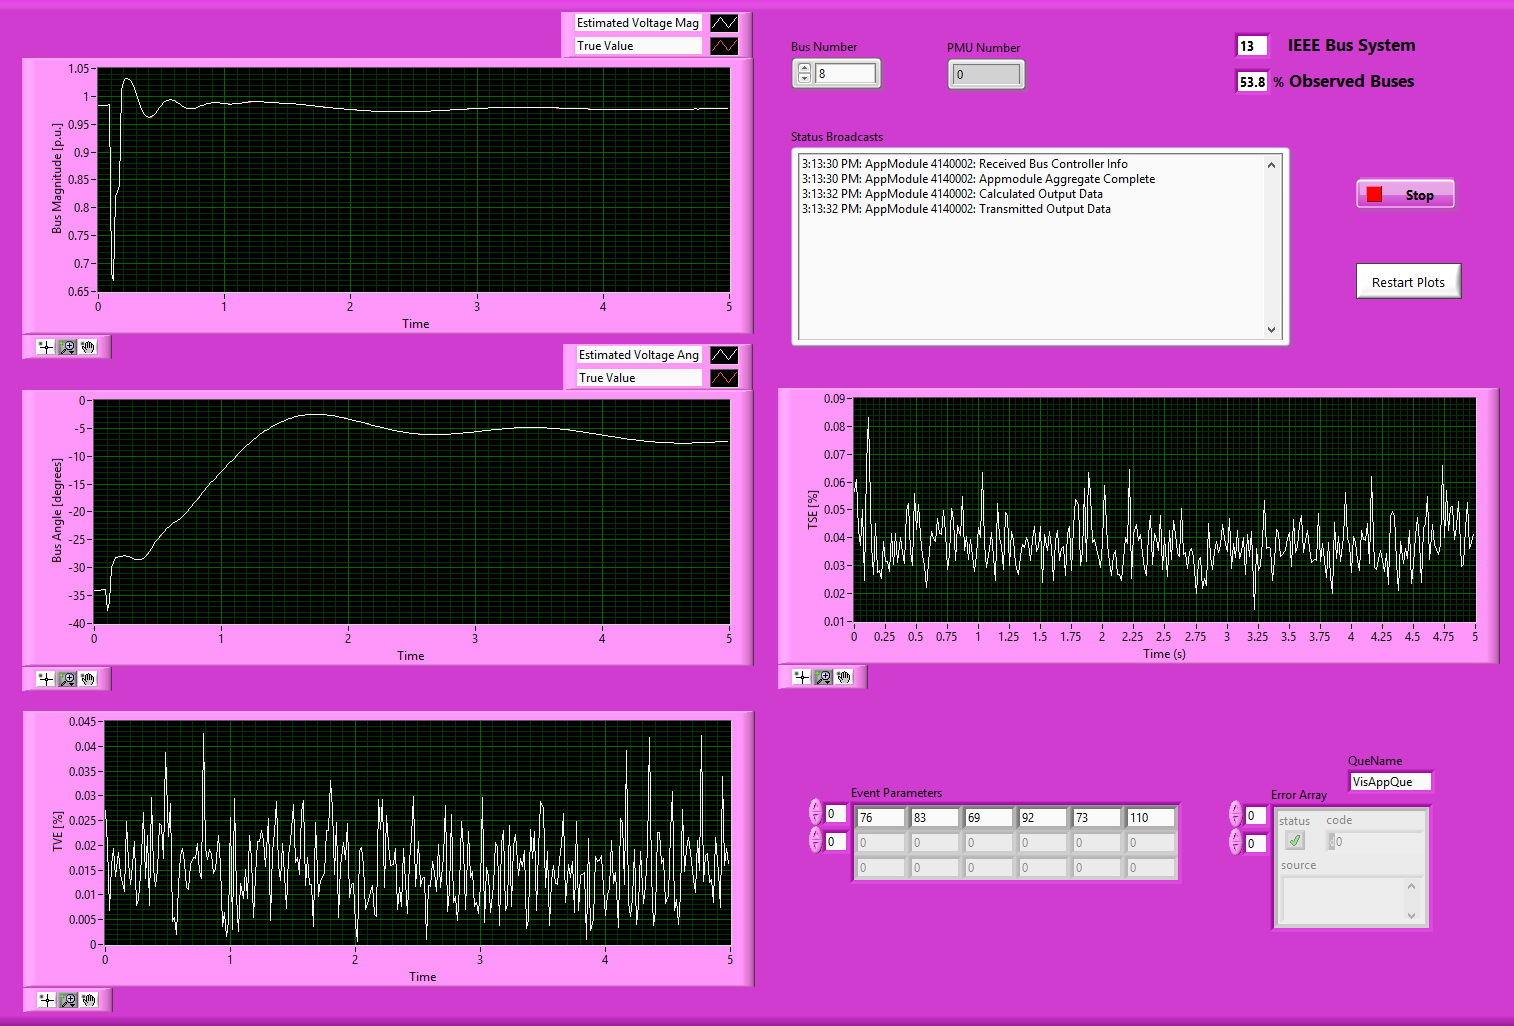 Estimated Voltage Mag
True Value
1.05
1
0.95
0.9
0.85
0.8
0.75
0.7
0.65
Bus Magnitude [p.u.]
0 1 2 3 4 5
Time
Bus Number
8
PMU Number
0
13 IEEE Bus System
53.8 % Observed Buses
Status Broadcasts
3:13:30 PM: AppModule 4140002: Received Bus Controller Info
3:13:30 PM: AppModule 4140002: Appmodule Aggregate Complete
3:13:32 PM: AppModule 4140002: Calculated Output Data
3:13:32 PM: AppModule 4140002: Transmitted Output Data
Stop
Restart Plots
Estimated Voltage Ang
True Value
0
-5
-10
-15
-20
-25
-30
-35
-40
Bus Angle [degrees]
0 1 2 3 4 5
Time
0.09
0.08
0.07
0.06
0.05
0.04
0.03
0.02
0.01
TSE [%]
0 0.25 0.5 0.75 1 1.25 1.5 1.75 2 2.25 2.5 2.75 3 3.25 3.5 3.75 4 4.25 4.5 4.75 5
Time (s)
0.045
0.04
0.035
0.03
0.025
0.02
0.015
0.01
0.005
0
TVE [%]
0 1 2 3 4 5
Time
Event Parameters
0
0
76 83 69 92 73 110
0 0 0 0 0 0
0 0 0 0 0 0
QueName
VisAppQue
Error Array
0
0
status code
0
source